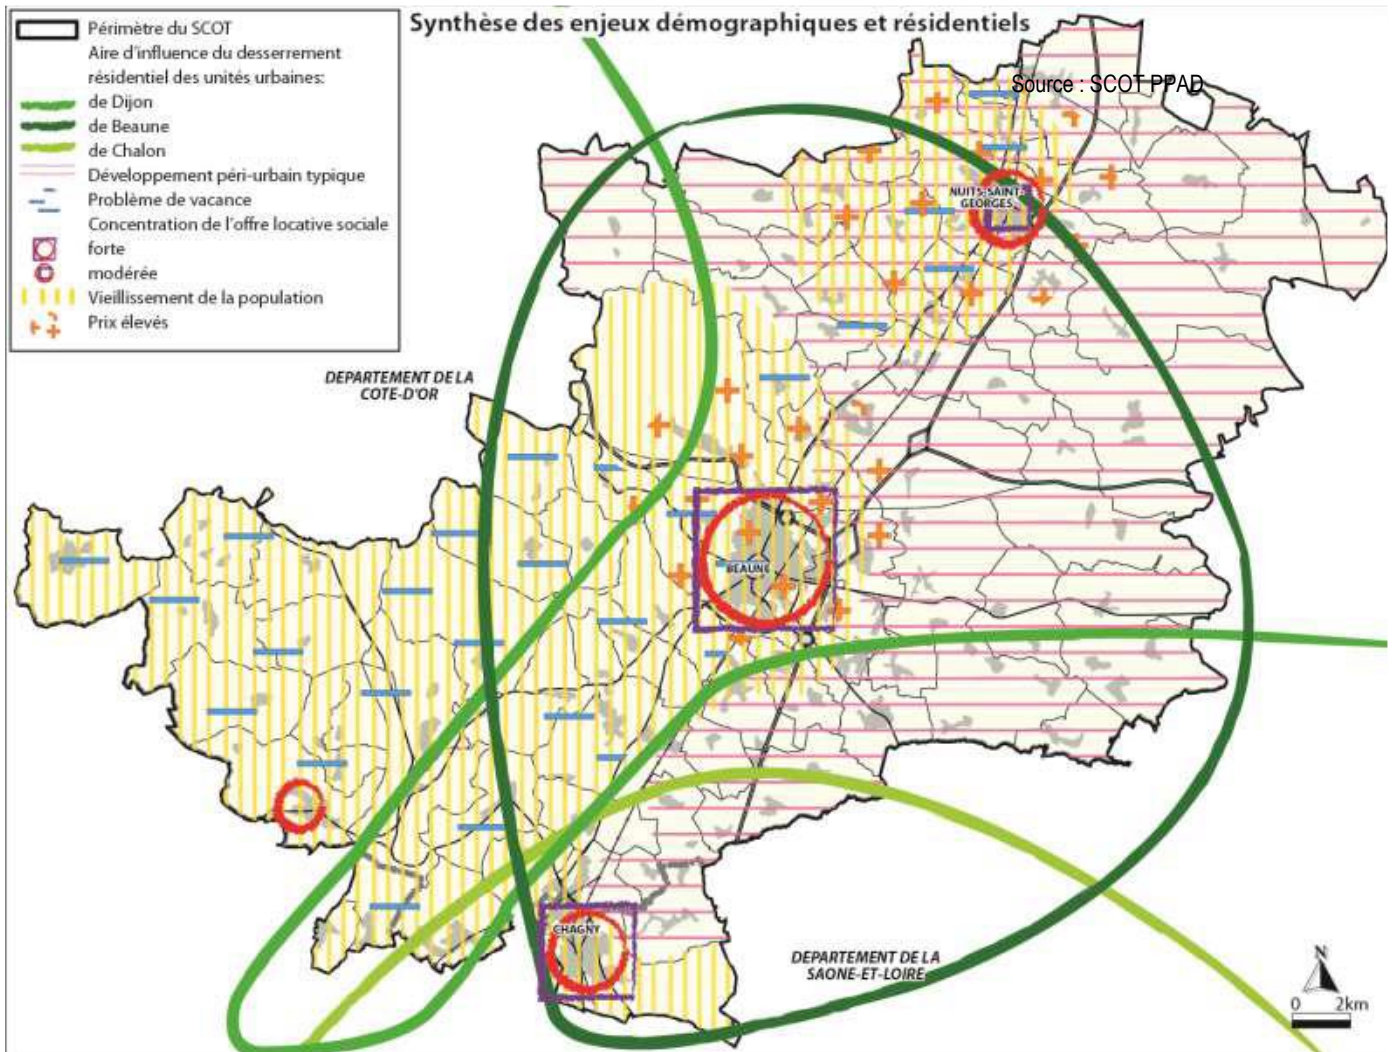 Synthèse des enjeux démographiques et résidentiels
Source : SCOT PPAD
Périmètre du SCOT
Aire d'influence du desserrement
résidentiel des unités urbaines:
de Dijon
de Beaune
de Chalon
Développement péri-urbain typique
Problème de vacance
Concentration de l'offre locative sociale
forte
modérée
Vieillissement de la population
Prix élevés
NUITS-SAINT-
GEORGES
DEPARTEMENT DE LA
COTE-D'OR
BEAUNE
CHAGNY
DEPARTEMENT DE LA
SAONE-ET-LOIRE
N
0 2km